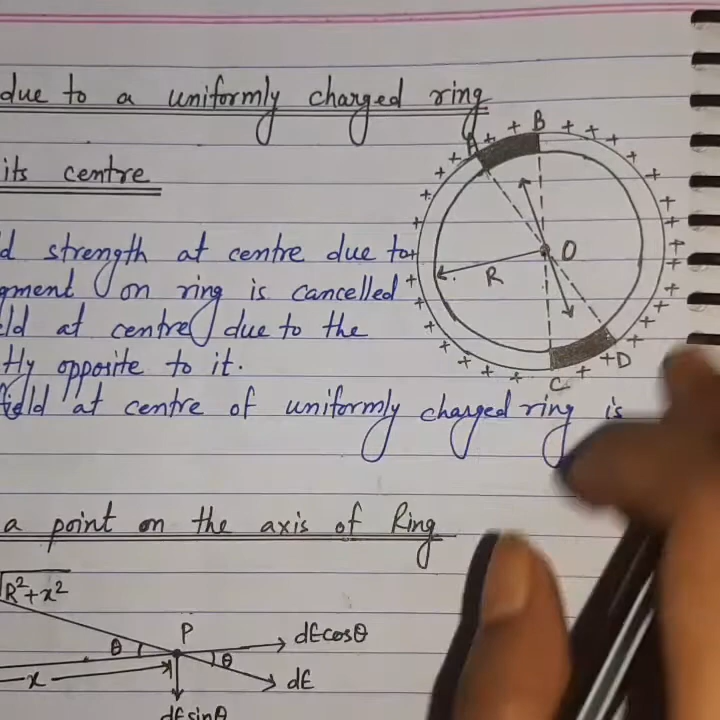 due to a uniformly charged ring
its centre
d strength at centre due to
gment on ring is cancelled
ld at centre due to the
tly opposite to it.
field at centre of uniformly charged ring is
a point on the axis of Ring
A + + B + + + +
O
R
C + + D
√R²+x²
P
θ
dEcosθ
θ
x
dE
dEsinθ